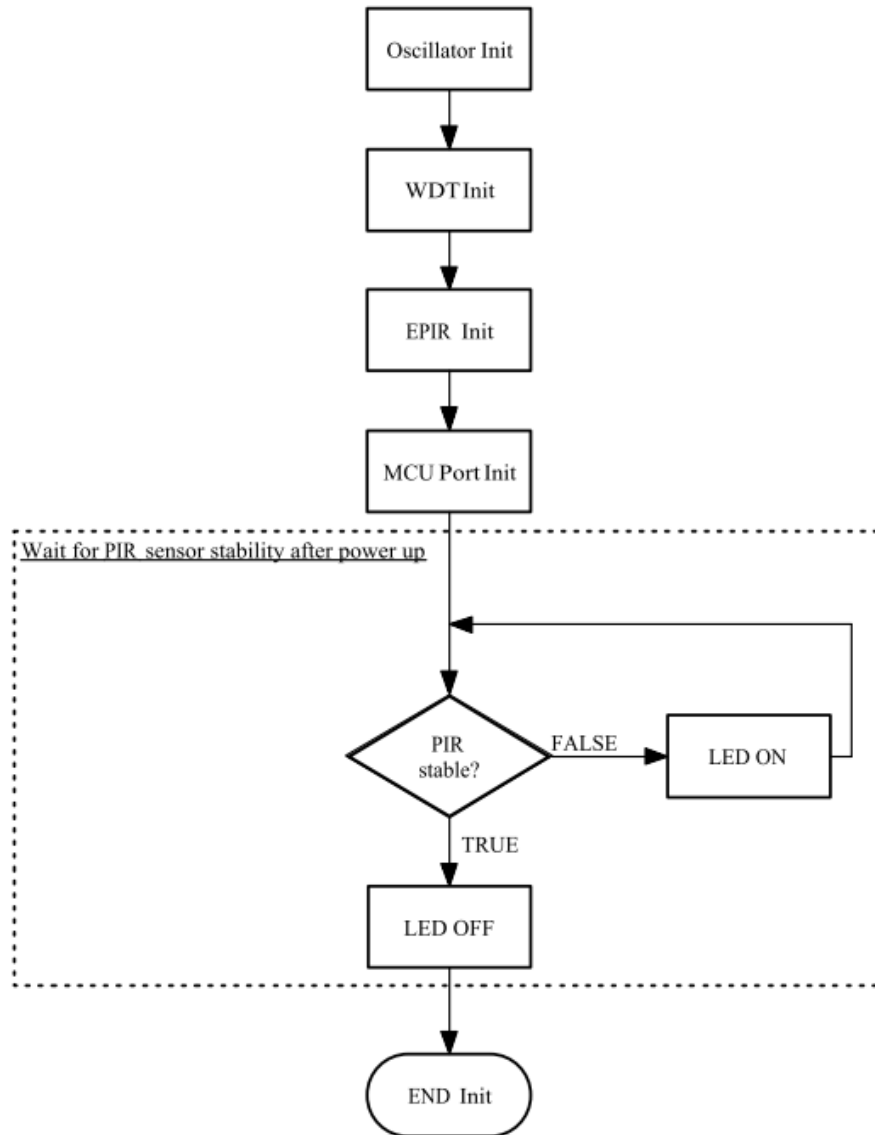 Oscillator Init
WDT Init
EPIR Init
MCU Port Init
Wait for PIR sensor stability after power up
PIR
stable?
FALSE
LED ON
TRUE
LED OFF
END Init